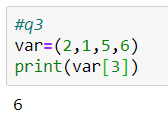 #q3
var=(2,1,5,6)
print(var[3])
6